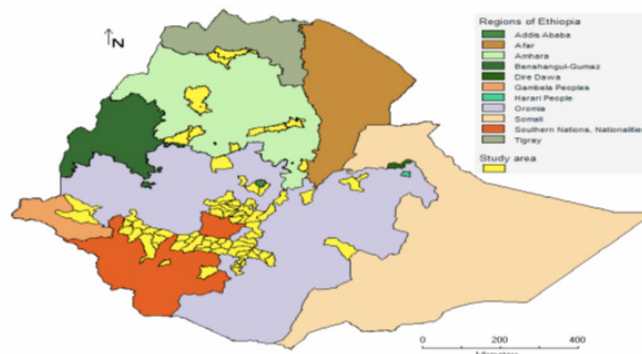 N
Regions of Ethiopia
Addis Ababa
Afar
Amhara
Benshangul-Gumaz
Dire Dawa
Gambela Peoples
Harari People
Oromia
Somali
Southern Nations, Nationalities
Tigray
Study area
0 200 400